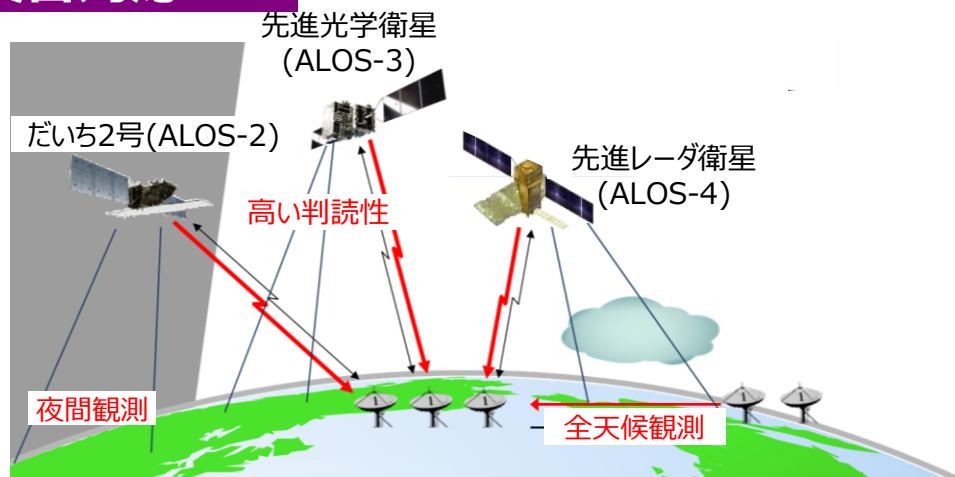 先進光学衛星
(ALOS-3)
だいち2号(ALOS-2)
先進レーダ衛星
(ALOS-4)
高い判読性
夜間観測
全天候観測